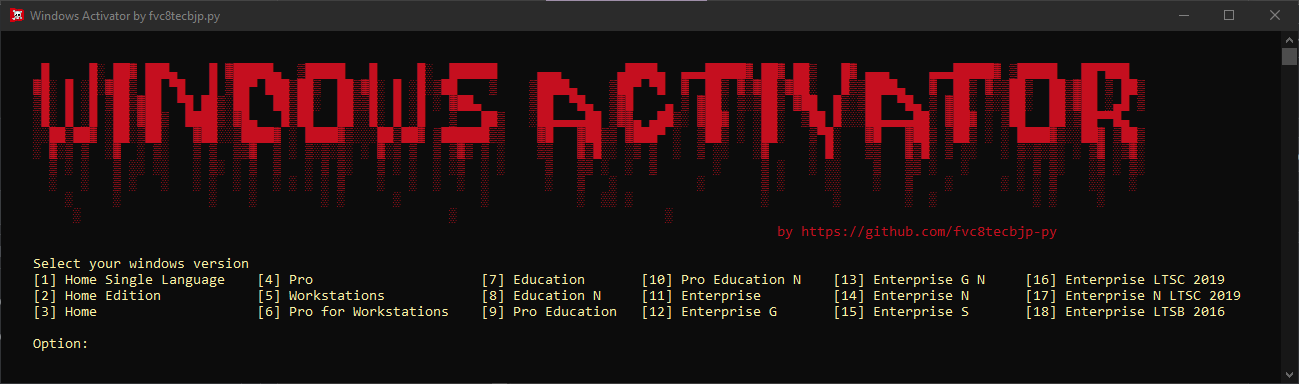 Windows Activator by fvc8tecbjp.py
WINDOWS ACTIVATOR
by https://github.com/fvc8tecbjp-py
Select your windows version
[1] Home Single Language [4] Pro [7] Education [10] Pro Education N [13] Enterprise G N [16] Enterprise LTSC 2019
[2] Home Edition [5] Workstations [8] Education N [11] Enterprise [14] Enterprise N [17] Enterprise N LTSC 2019
[3] Home [6] Pro for Workstations [9] Pro Education [12] Enterprise G [15] Enterprise S [18] Enterprise LTSB 2016
Option: